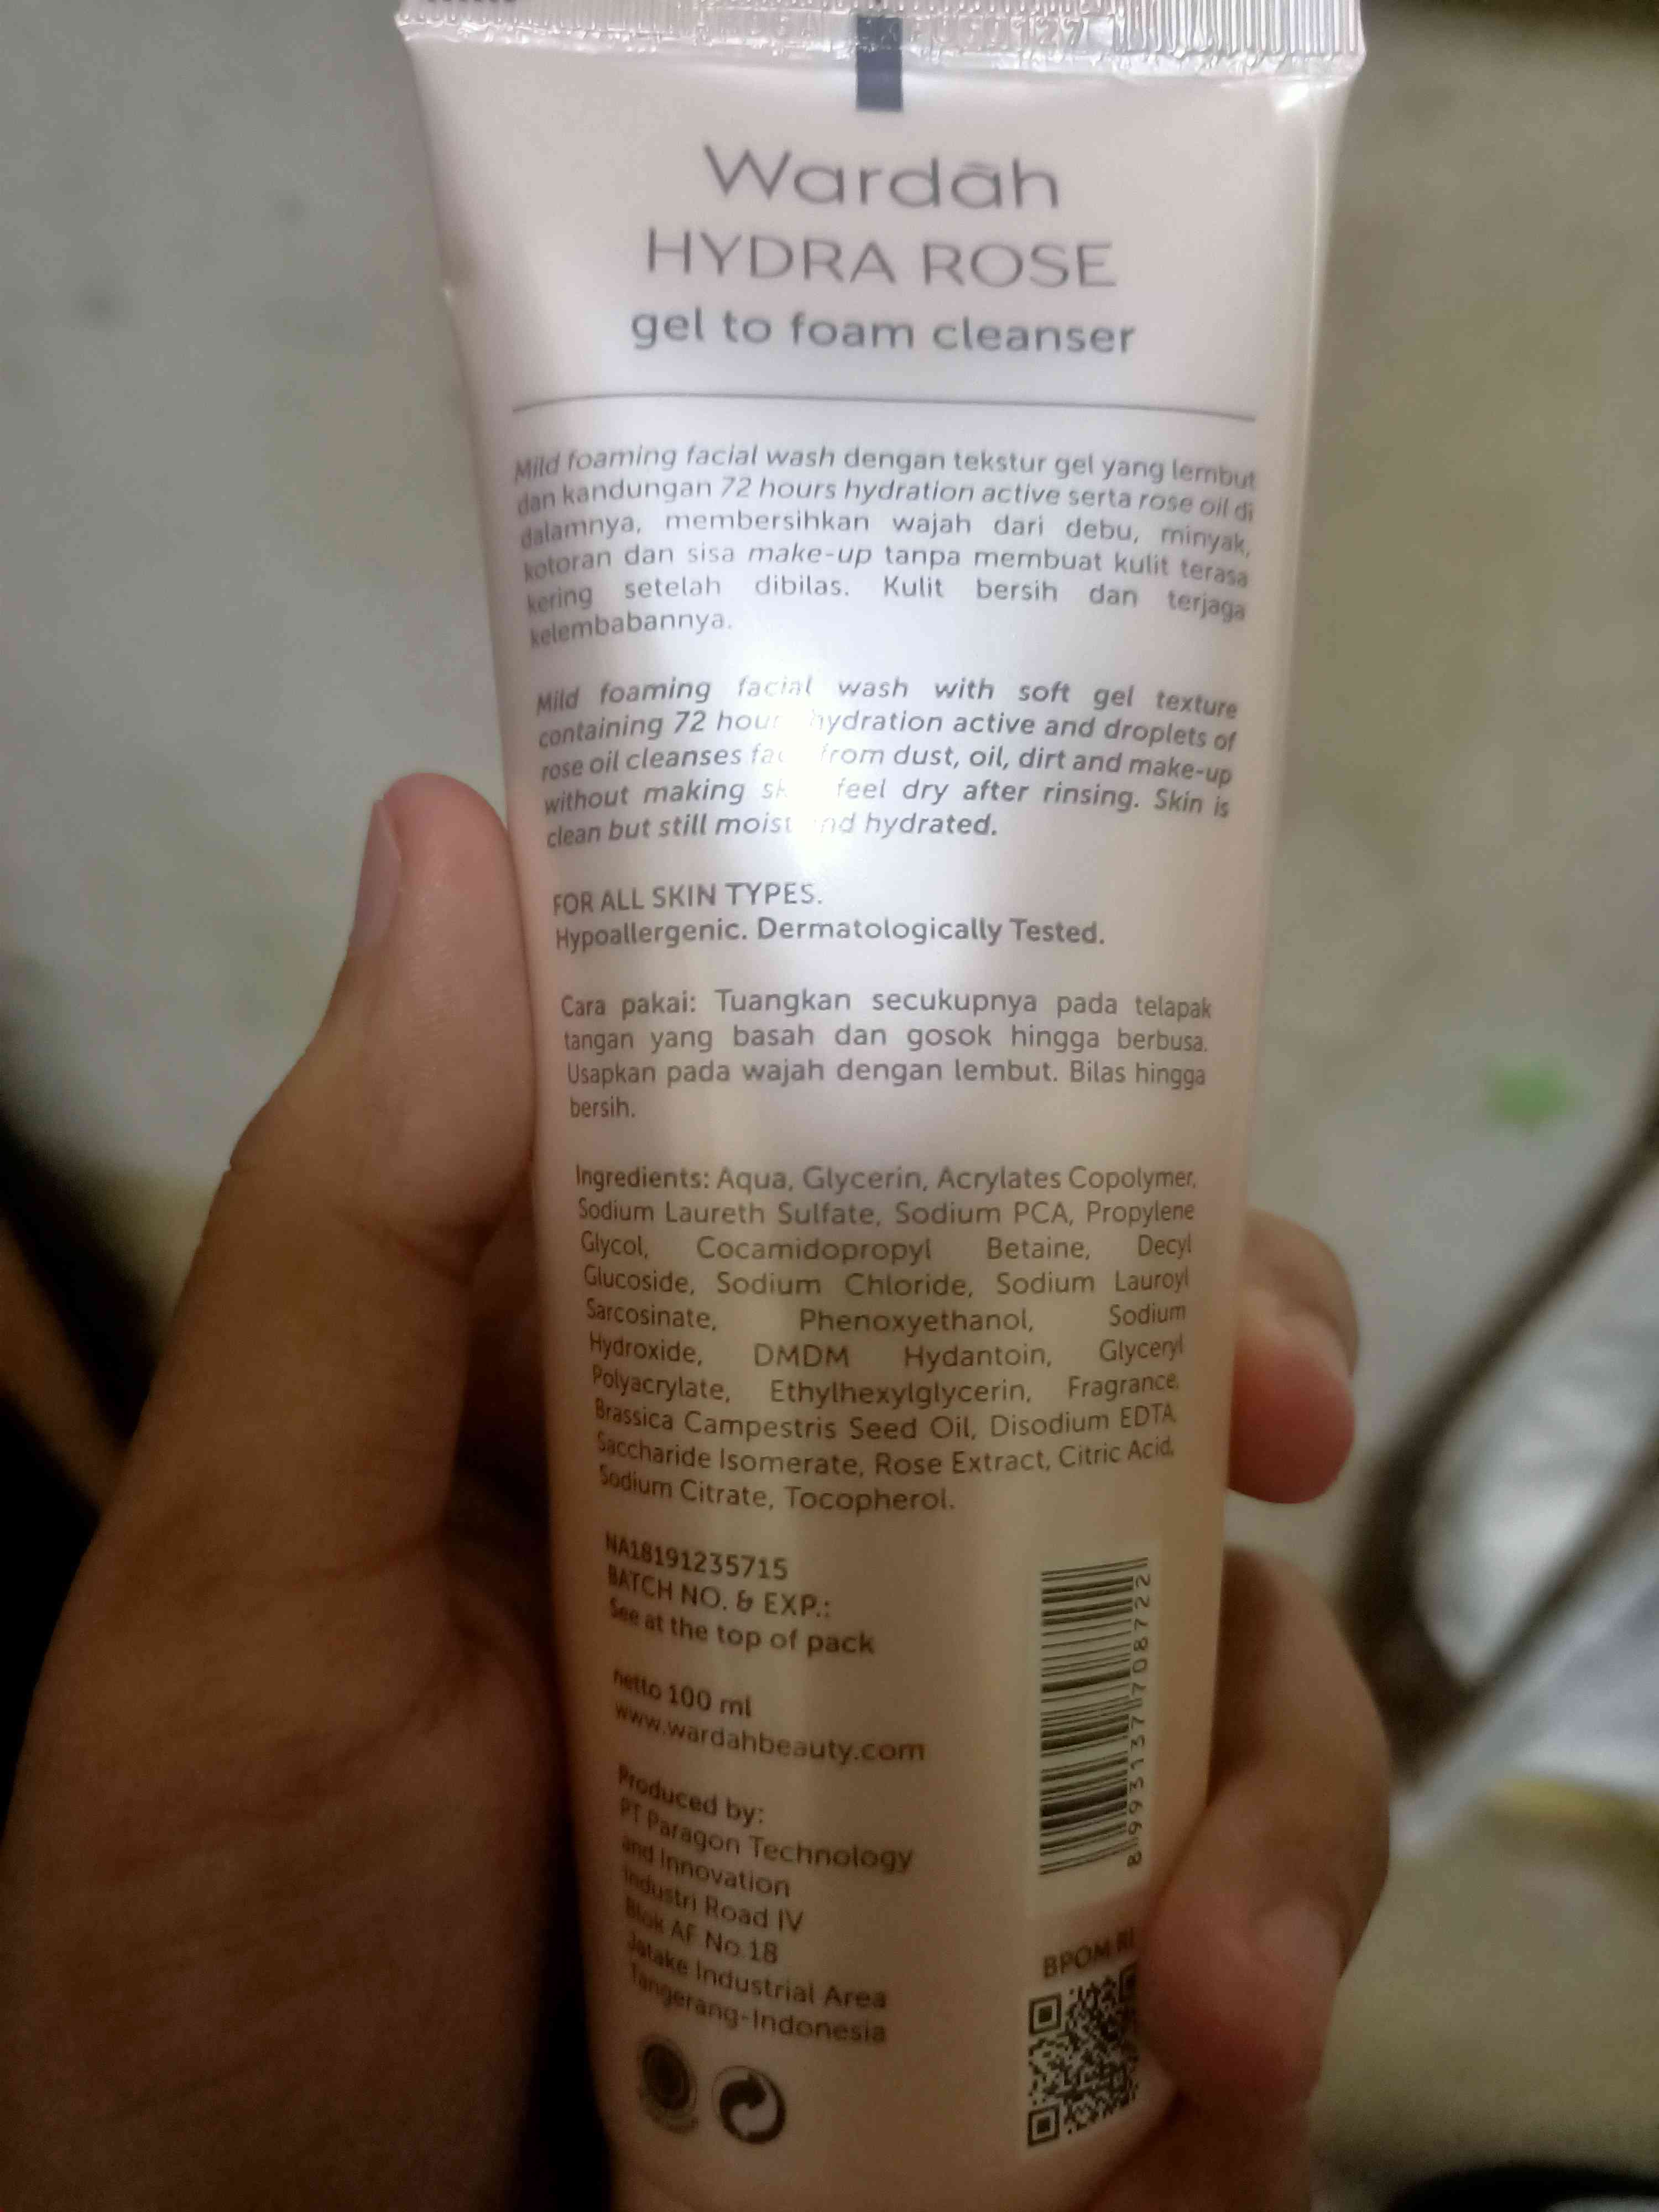 Wardāh
HYDRA ROSE
gel to foam cleanser
Mild foaming facial wash dengan tekstur gel yang lembut
dan kandungan 72 hours hydration active serta rose oil di
dalamnya, membersihkan wajah dari debu, minyak,
kotoran dan sisa make-up tanpa membuat kulit terasa
kering setelah dibilas. Kulit bersih dan terjaga
kelembabannya.
Mild foaming facial wash with soft gel texture
containing 72 hour hydration active and droplets of
rose oil cleanses from dust, oil, dirt and make-up
without making feel dry after rinsing. Skin is
clean but still moist and hydrated.
FOR ALL SKIN TYPES.
Hypoallergenic. Dermatologically Tested.
Cara pakai: Tuangkan secukupnya pada telapak
tangan yang basah dan gosok hingga berbusa.
Usapkan pada wajah dengan lembut. Bilas hingga
bersih.
Ingredients: Aqua, Glycerin, Acrylates Copolymer,
Sodium Laureth Sulfate, Sodium PCA, Propylene
Glycol, Cocamidopropyl Betaine, Decyl
Glucoside, Sodium Chloride, Sodium Lauroyl
Sarcosinate, Phenoxyethanol, Sodium
Hydroxide, DMDM Hydantoin, Glyceryl
Polyacrylate, Ethylhexylglycerin, Fragrance,
Brassica Campestris Seed Oil, Disodium EDTA,
Saccharide Isomerate, Rose Extract, Citric Acid,
Sodium Citrate, Tocopherol.
NA18191235715
BATCH NO. & EXP.:
See at the top of pack
netto 100 ml
www.wardahbeauty.com
Produced by:
PT Paragon Technology
and Innovation
Industri Road IV
Blok AF No.18
Jatake Industrial Area
Tangerang-Indonesia
8 993137 708722
BPOM RI